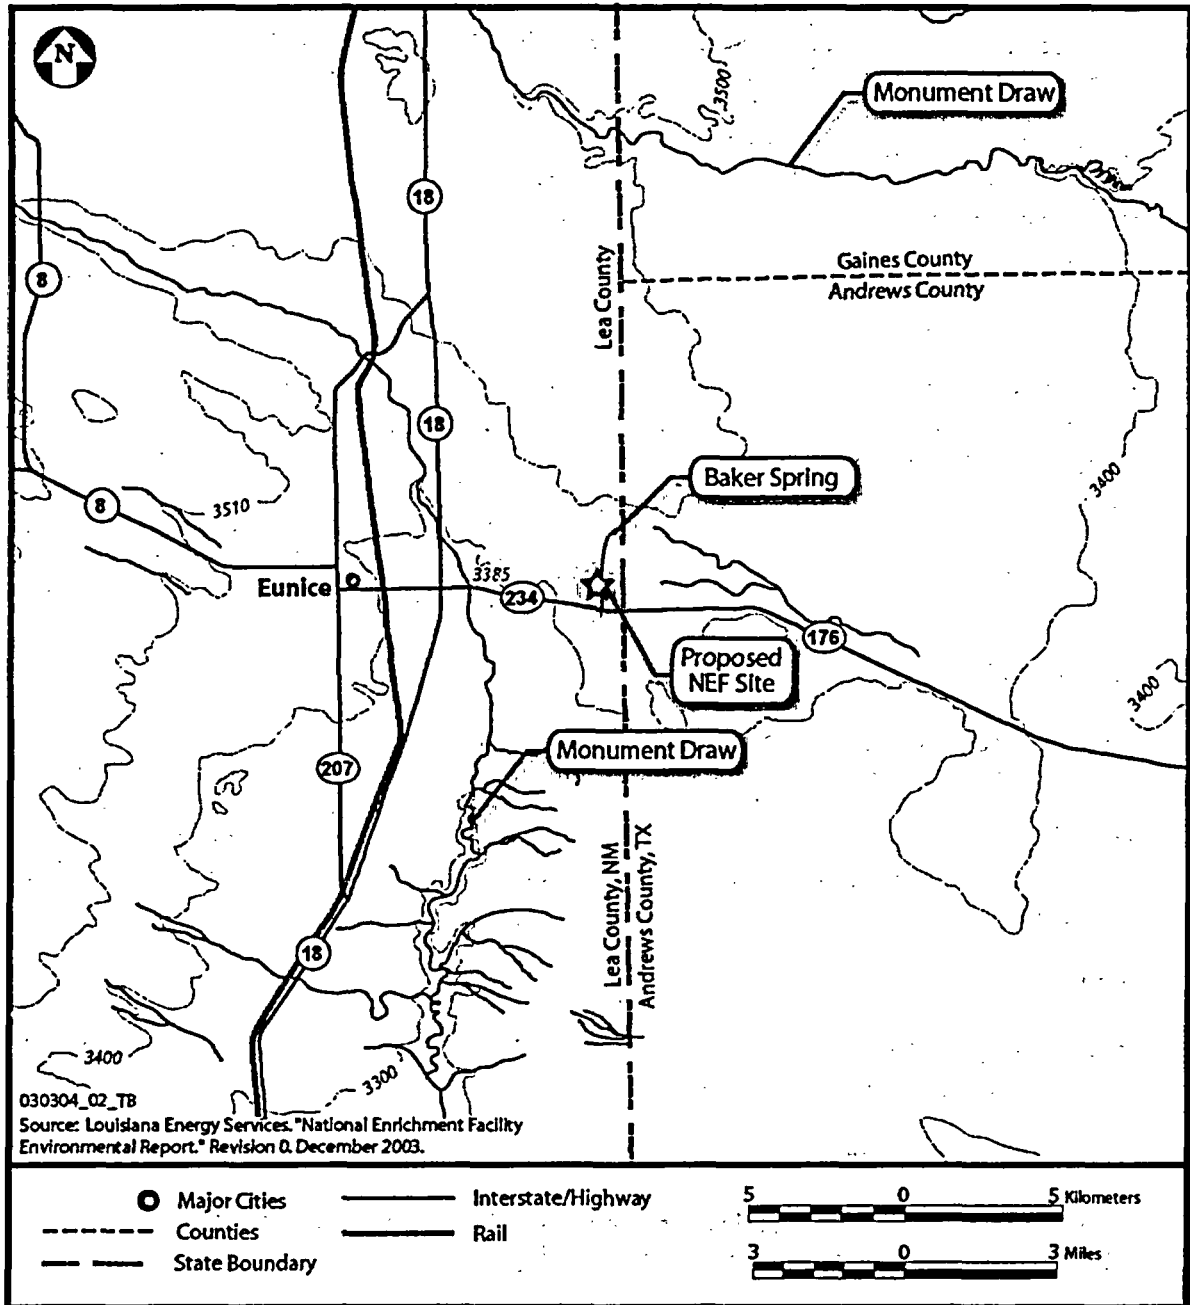 N
3500
Monument Draw
18
8
Lea County
Gaines County
Andrews County
18
3400
Baker Spring
8
3510
3385
Eunice
234
176
Proposed
NEF Site
3400
Monument Draw
207
Lea County, NM
Andrews County, TX
18
3400
3300
030304_02_TB
Source: Louisiana Energy Services. "National Enrichment Facility
Environmental Report." Revision 0. December 2003.
Major Cities
Interstate/Highway
Counties
Rail
State Boundary
5 0 5 Kilometers
3 0 3 Miles